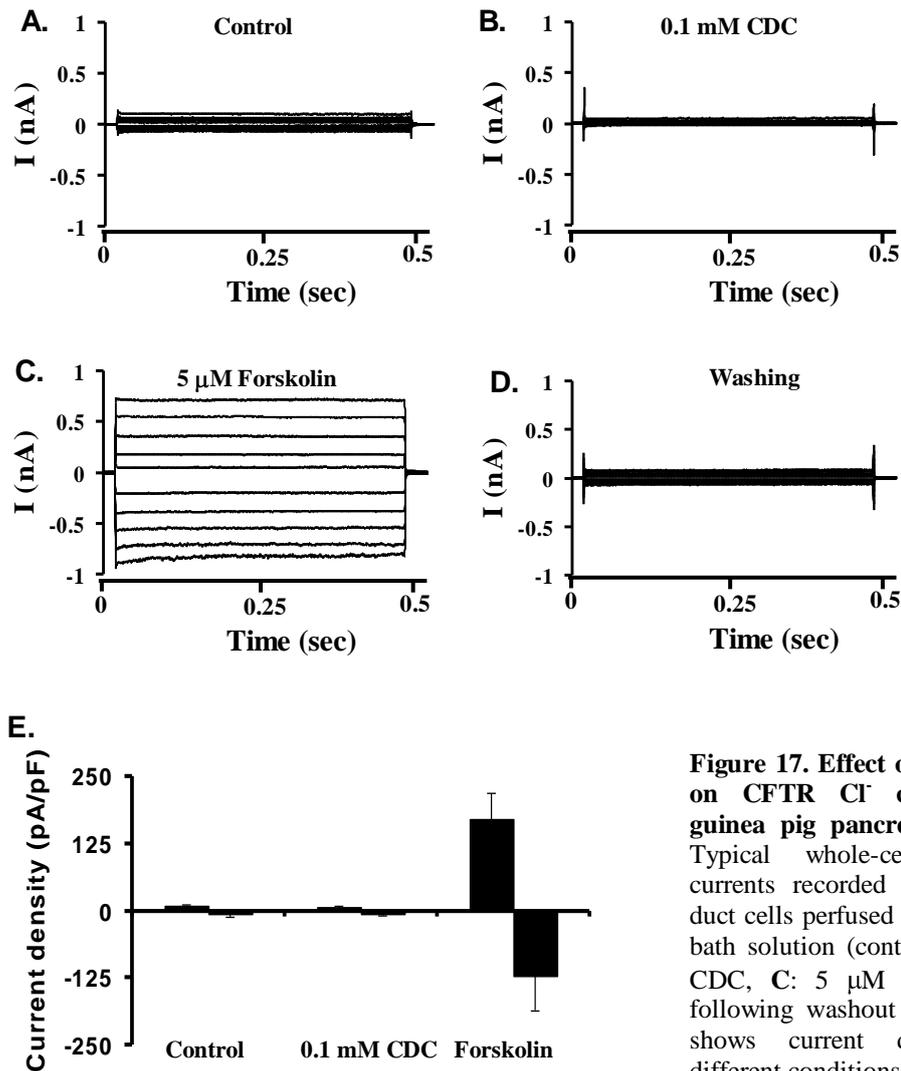 A.
Control
1
0.5
0
-0.5
-1
I (nA)
0
0.25
0.5
Time (sec)
B.
0.1 mM CDC
1
0.5
0
-0.5
-1
I (nA)
0
0.25
0.5
Time (sec)
C.
5 μM Forskolin
1
0.5
0
-0.5
-1
I (nA)
0
0.25
0.5
Time (sec)
D.
Washing
1
0.5
0
-0.5
-1
I (nA)
0
0.25
0.5
Time (sec)
E.
Current density (pA/pF)
250
125
0
-125
-250
Control
0.1 mM CDC
Forskolin
Figure 17. Effect o
on CFTR Cl- c
guinea pig pancre
Typical whole-ce
currents recorded
duct cells perfused
bath solution (cont
CDC, C: 5 μM
following washout
shows current d
different conditions